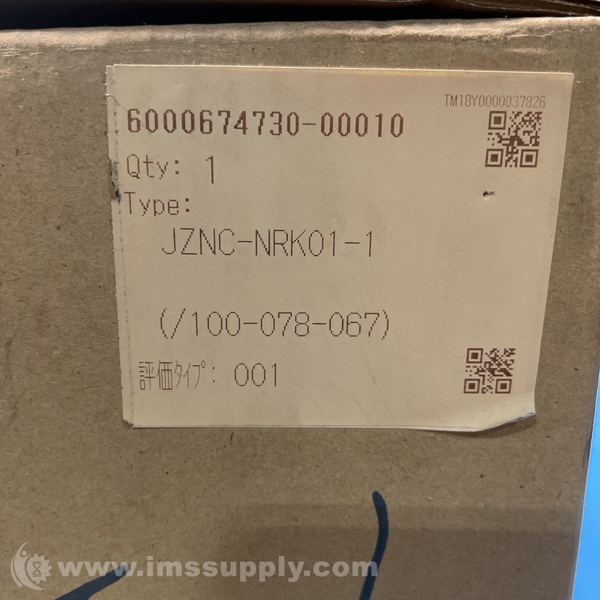 TM18Y0000037826
6000674730-00010
Qty: 1
Type:
JZNC-NRK01-1
(/100-078-067)
評価ﾀｲﾌﾟ: 001
www.imssupply.com